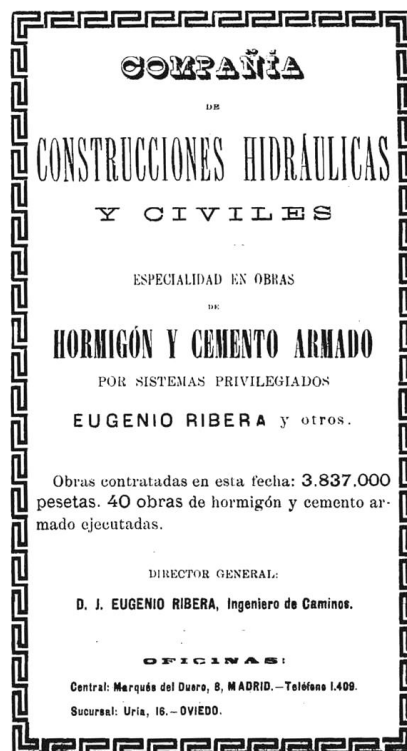 COMPAÑÍA
DE
CONSTRUCCIONES HIDRÁULICAS
Y CIVILES
ESPECIALIDAD EN OBRAS
DE
HORMIGÓN Y CEMENTO ARMADO
POR SISTEMAS PRIVILEGIADOS
EUGENIO RIBERA y otros.
Obras contratadas en esta fecha: 3.837.000
pesetas. 40 obras de hormigón y cemento ar-
mado ejecutadas.
DIRECTOR GENERAL:
D. J. EUGENIO RIBERA, Ingeniero de Caminos.
OFICINAS:
Central: Marqués del Duero, 8, MADRID.—Teléfono 1.409.
Sucursal: Uría, 16.—OVIEDO.